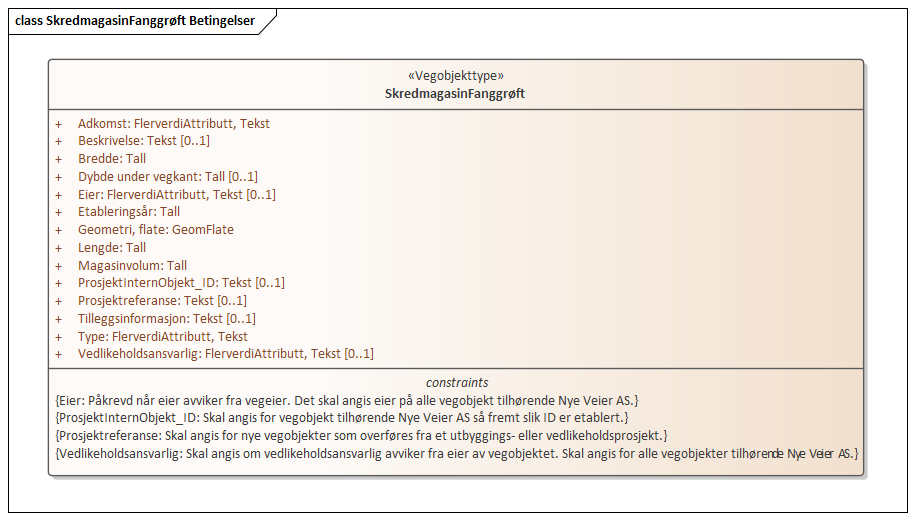 class SkredmagasinFanggrøft Betingelser
«Vegobjekttype»
SkredmagasinFanggrøft
+ Adkomst: FlerverdiAttributt, Tekst
+ Beskrivelse: Tekst [0..1]
+ Bredde: Tall
+ Dybde under vegkant: Tall [0..1]
+ Eier: FlerverdiAttributt, Tekst [0..1]
+ Etableringsår: Tall
+ Geometri, flate: GeomFlate
+ Lengde: Tall
+ Magasinvolum: Tall
+ ProsjektInternObjekt_ID: Tekst [0..1]
+ Prosjektreferanse: Tekst [0..1]
+ Tilleggsinformasjon: Tekst [0..1]
+ Type: FlerverdiAttributt, Tekst
+ Vedlikeholdsansvarlig: FlerverdiAttributt, Tekst [0..1]
constraints
{Eier: Påkrevd når eier avviker fra vegeier. Det skal angis eier på alle vegobjekt tilhørende Nye Veier AS.}
{ProsjektInternObjekt_ID: Skal angis for vegobjekt tilhørende Nye Veier AS så fremt slik ID er etablert.}
{Prosjektreferanse: Skal angis for nye vegobjekter som overføres fra et utbyggings- eller vedlikeholdsprosjekt.}
{Vedlikeholdsansvarlig: Skal angis om vedlikeholdsansvarlig avviker fra eier av vegobjektet. Skal angis for alle vegobjekter tilhørende Nye Veier AS.}